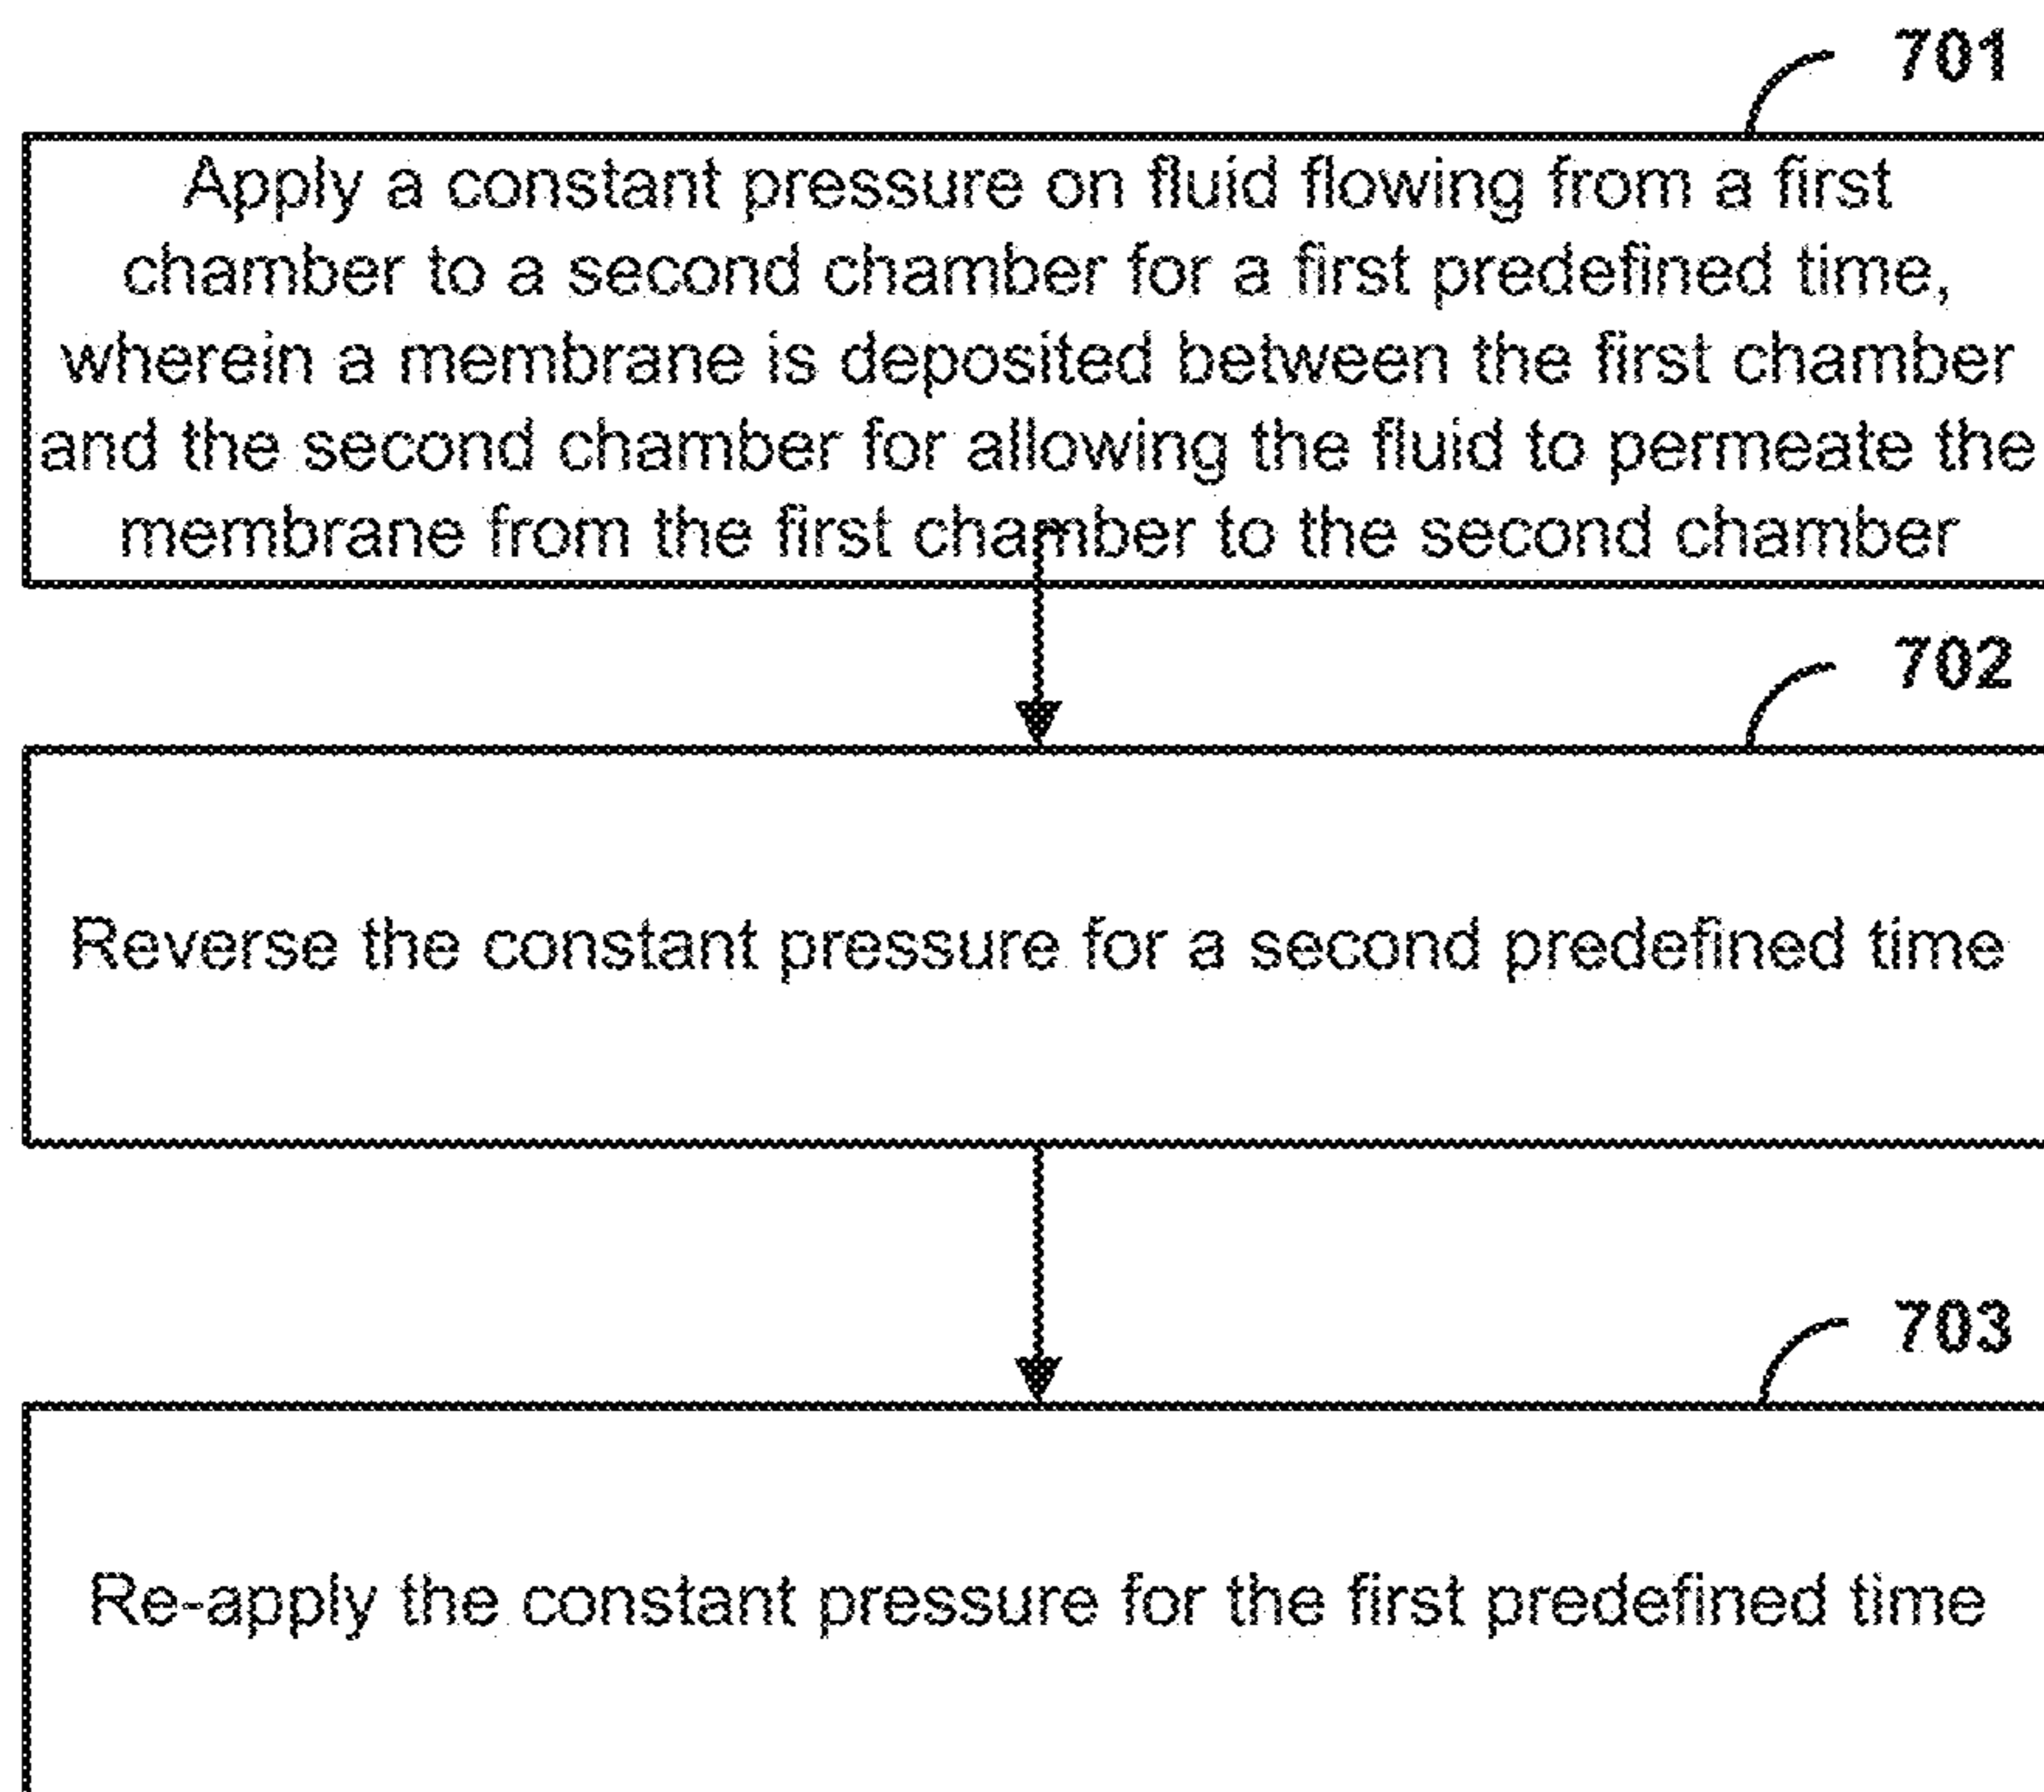 701
Apply a constant pressure on fluid flowing from a first
chamber to a second chamber for a first predefined time,
wherein a membrane is deposited between the first chamber
and the second chamber for allowing the fluid to permeate the
membrane from the first chamber to the second chamber
702
Reverse the constant pressure for a second predefined time
703
Re-apply the constant pressure for the first predefined time